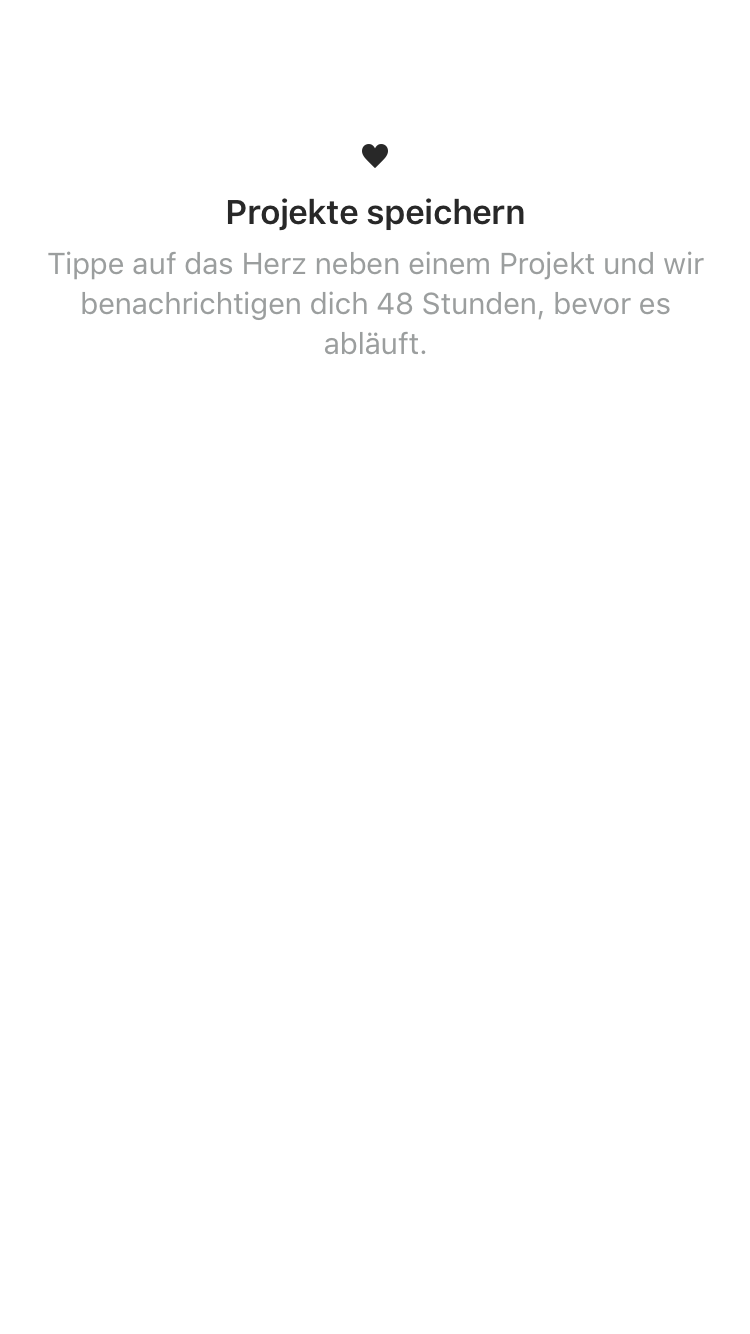 Projekte speichern
Tippe auf das Herz neben einem Projekt und wir
benachrichtigen dich 48 Stunden, bevor es
abläuft.